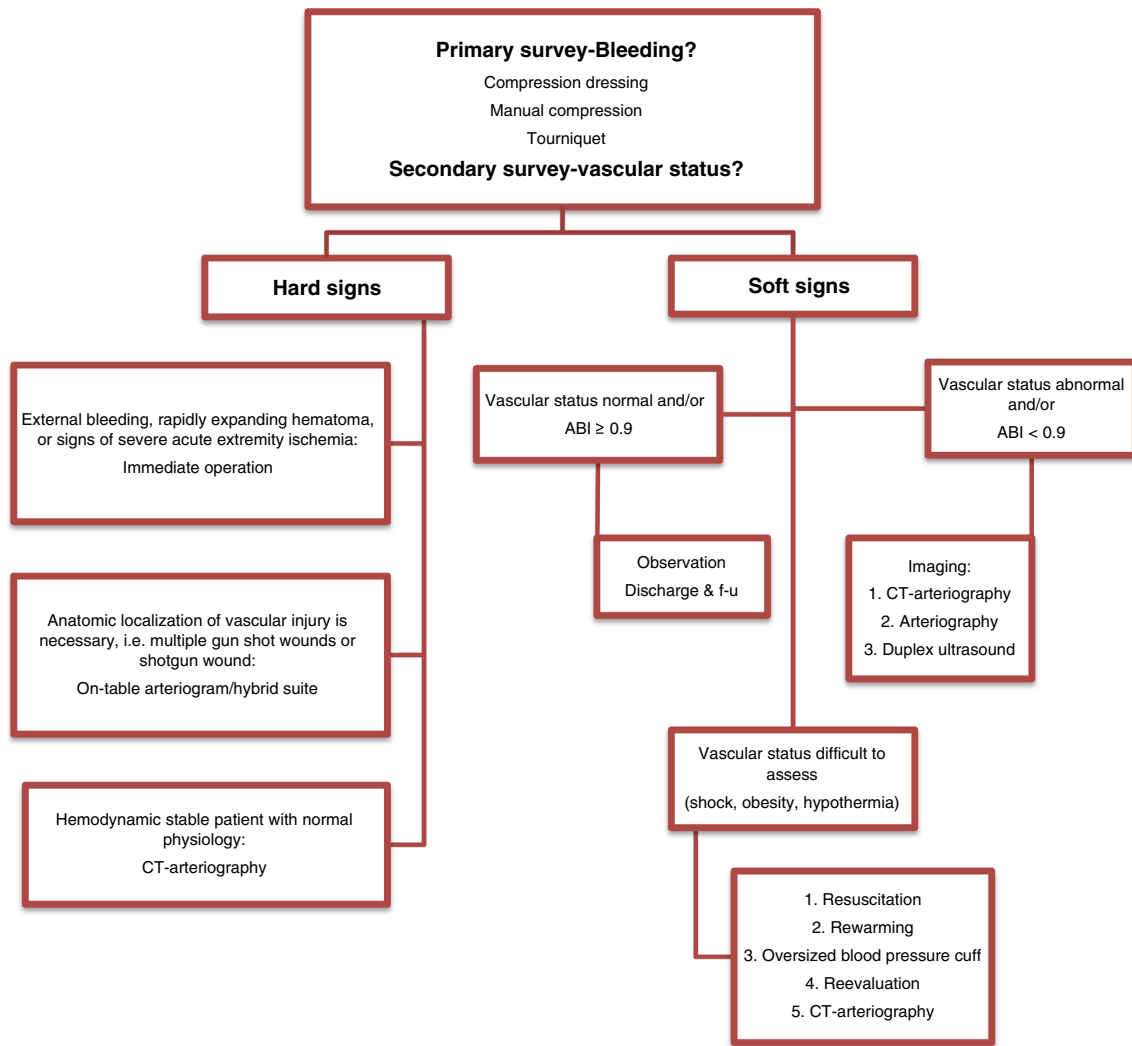 Primary survey-Bleeding?
Compression dressing
Manual compression
Tourniquet
Secondary survey-vascular status?
Hard signs
External bleeding, rapidly expanding hematoma,
or signs of severe acute extremity ischemia:
Immediate operation
Anatomic localization of vascular injury is
necessary, i.e. multiple gun shot wounds or
shotgun wound:
On-table arteriogram/hybrid suite
Hemodynamic stable patient with normal
physiology:
CT-arteriography
Soft signs
Vascular status normal and/or
ABI ≥ 0.9
Observation
Discharge & f-u
Vascular status abnormal
and/or
ABI < 0.9
Imaging:
1. CT-arteriography
2. Arteriography
3. Duplex ultrasound
Vascular status difficult to
assess
(shock, obesity, hypothermia)
1. Resuscitation
2. Rewarming
3. Oversized blood pressure cuff
4. Reevaluation
5. CT-arteriography